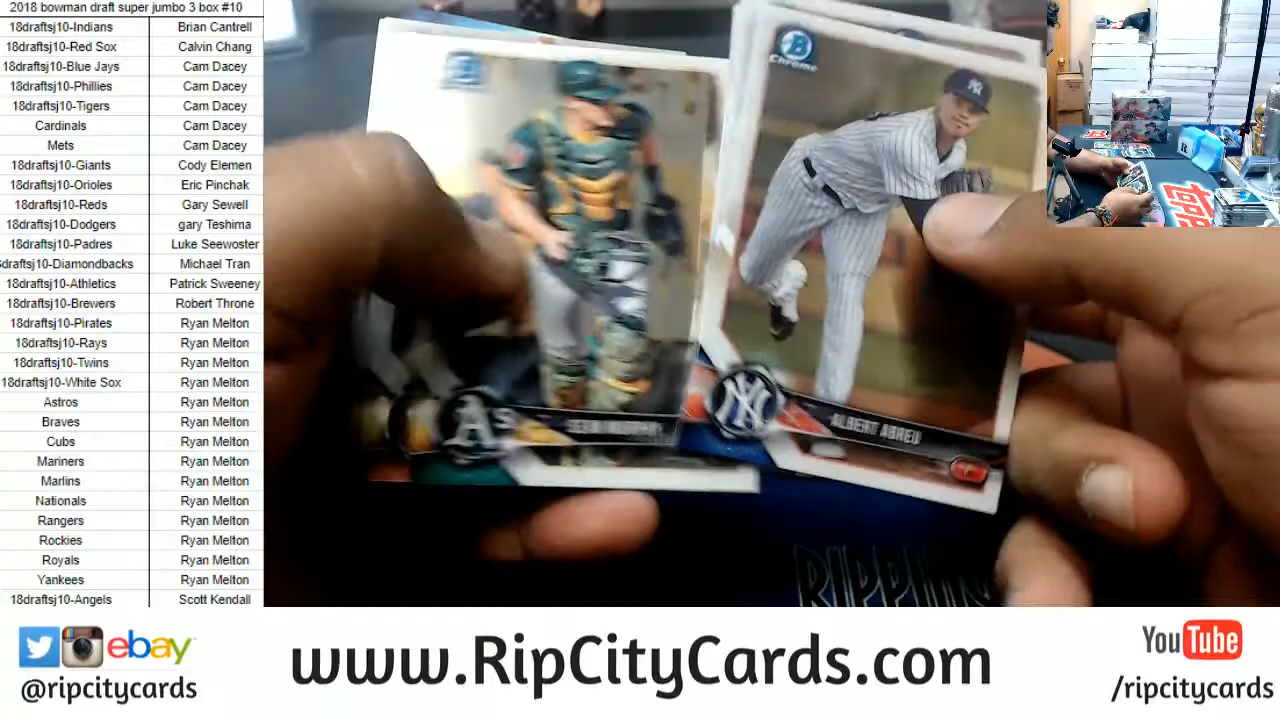 2018 bowman draft super jumbo 3 box #10
18draftsj10-Indians Brian Cantrell
18draftsj10-Red Sox Calvin Chang
18draftsj10-Blue Jays Cam Dacey
18draftsj10-Phillies Cam Dacey
18draftsj10-Tigers Cam Dacey
Cardinals Cam Dacey
Mets Cam Dacey
18draftsj10-Giants Cody Elemen
18draftsj10-Orioles Eric Pinchak
18draftsj10-Reds Gary Sewell
18draftsj10-Dodgers gary Teshima
18draftsj10-Padres Luke Seewoster
draftsj10-Diamondbacks Michael Tran
18draftsj10-Athletics Patrick Sweeney
18draftsj10-Brewers Robert Throne
18draftsj10-Pirates Ryan Melton
18draftsj10-Rays Ryan Melton
18draftsj10-Twins Ryan Melton
18draftsj10-White Sox Ryan Melton
Astros Ryan Melton
Braves Ryan Melton
Cubs Ryan Melton
Mariners Ryan Melton
Marlins Ryan Melton
Nationals Ryan Melton
Rangers Ryan Melton
Rockies Ryan Melton
Royals Ryan Melton
Yankees Ryan Melton
18draftsj10-Angels Scott Kendall
B
Chrome
NY
A's
NY
ALBERT ABREU
RIPPING
TOPPS
ebay
@ripcitycards
www.RipCityCards.com
YouTube
/ripcitycards